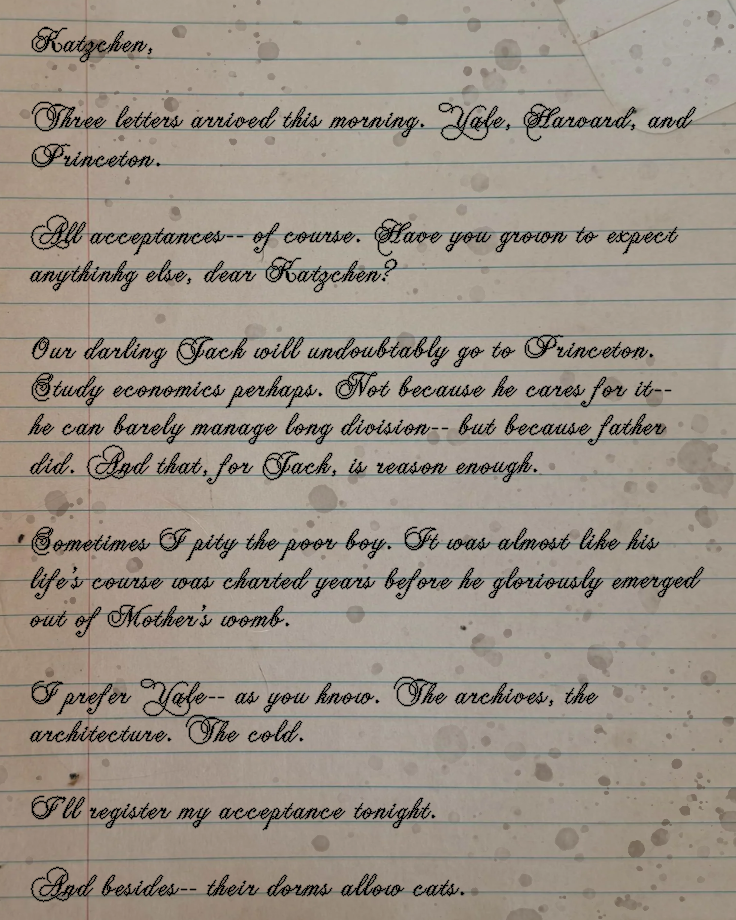 Katzchen,
Three letters arrived this morning. Yale, Harvard, and
Princeton.
All acceptances-- of course. Have you grown to expect
anythinhg else, dear Katzchen?
Our darling Jack will undoubtably go to Princeton.
Study economics perhaps. Not because he cares for it--
he can barely manage long division-- but because father
did. And that, for Jack, is reason enough.
Sometimes I pity the poor boy. It was almost like his
life's course was charted years before he gloriously emerged
out of Mother's womb.
I prefer Yale-- as you know. The archives, the
architecture. The cold.
I'll register my acceptance tonight.
And besides-- their dorms allow cats.